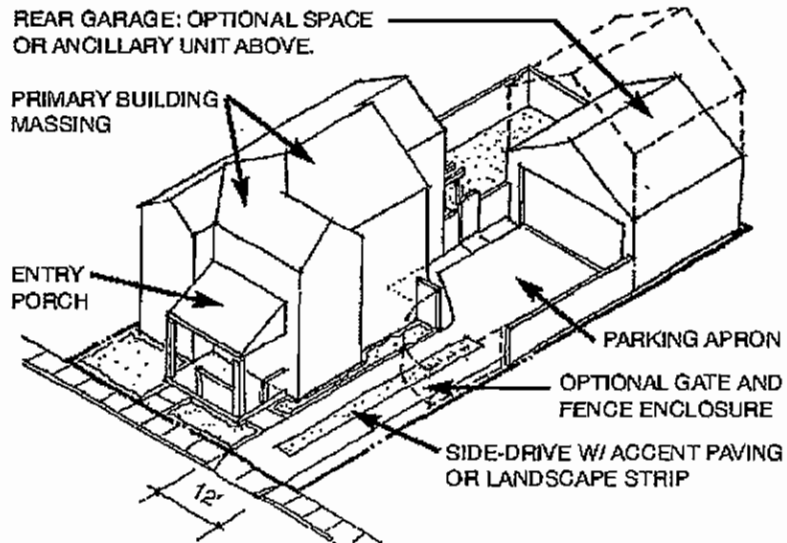 REAR GARAGE: OPTIONAL SPACE
OR ANCILLARY UNIT ABOVE.
PRIMARY BUILDING
MASSING
ENTRY
PORCH
PARKING APRON
OPTIONAL GATE AND
FENCE ENCLOSURE
SIDE-DRIVE W/ ACCENT PAVING
OR LANDSCAPE STRIP
12'